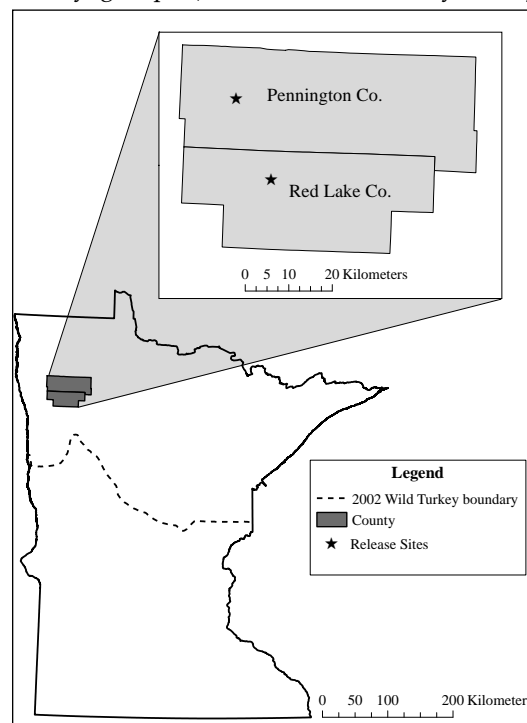 Pennington Co.
Red Lake Co.
0 5 10 20 Kilometers
Legend
2002 Wild Turkey boundary
County
Release Sites
0 50 100 200 Kilometer